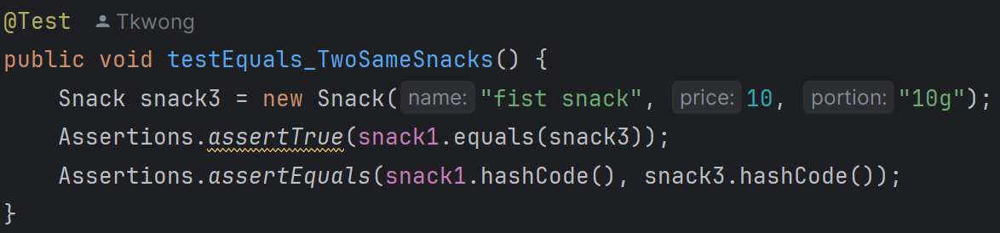 @Test Tkwong
public void testEquals_TwoSameSnacks() {
    Snack snack3 = new Snack( name: "fist snack", price: 10, portion: "10g");
    Assertions.assertTrue(snack1.equals(snack3));
    Assertions.assertEquals(snack1.hashCode(), snack3.hashCode());
}